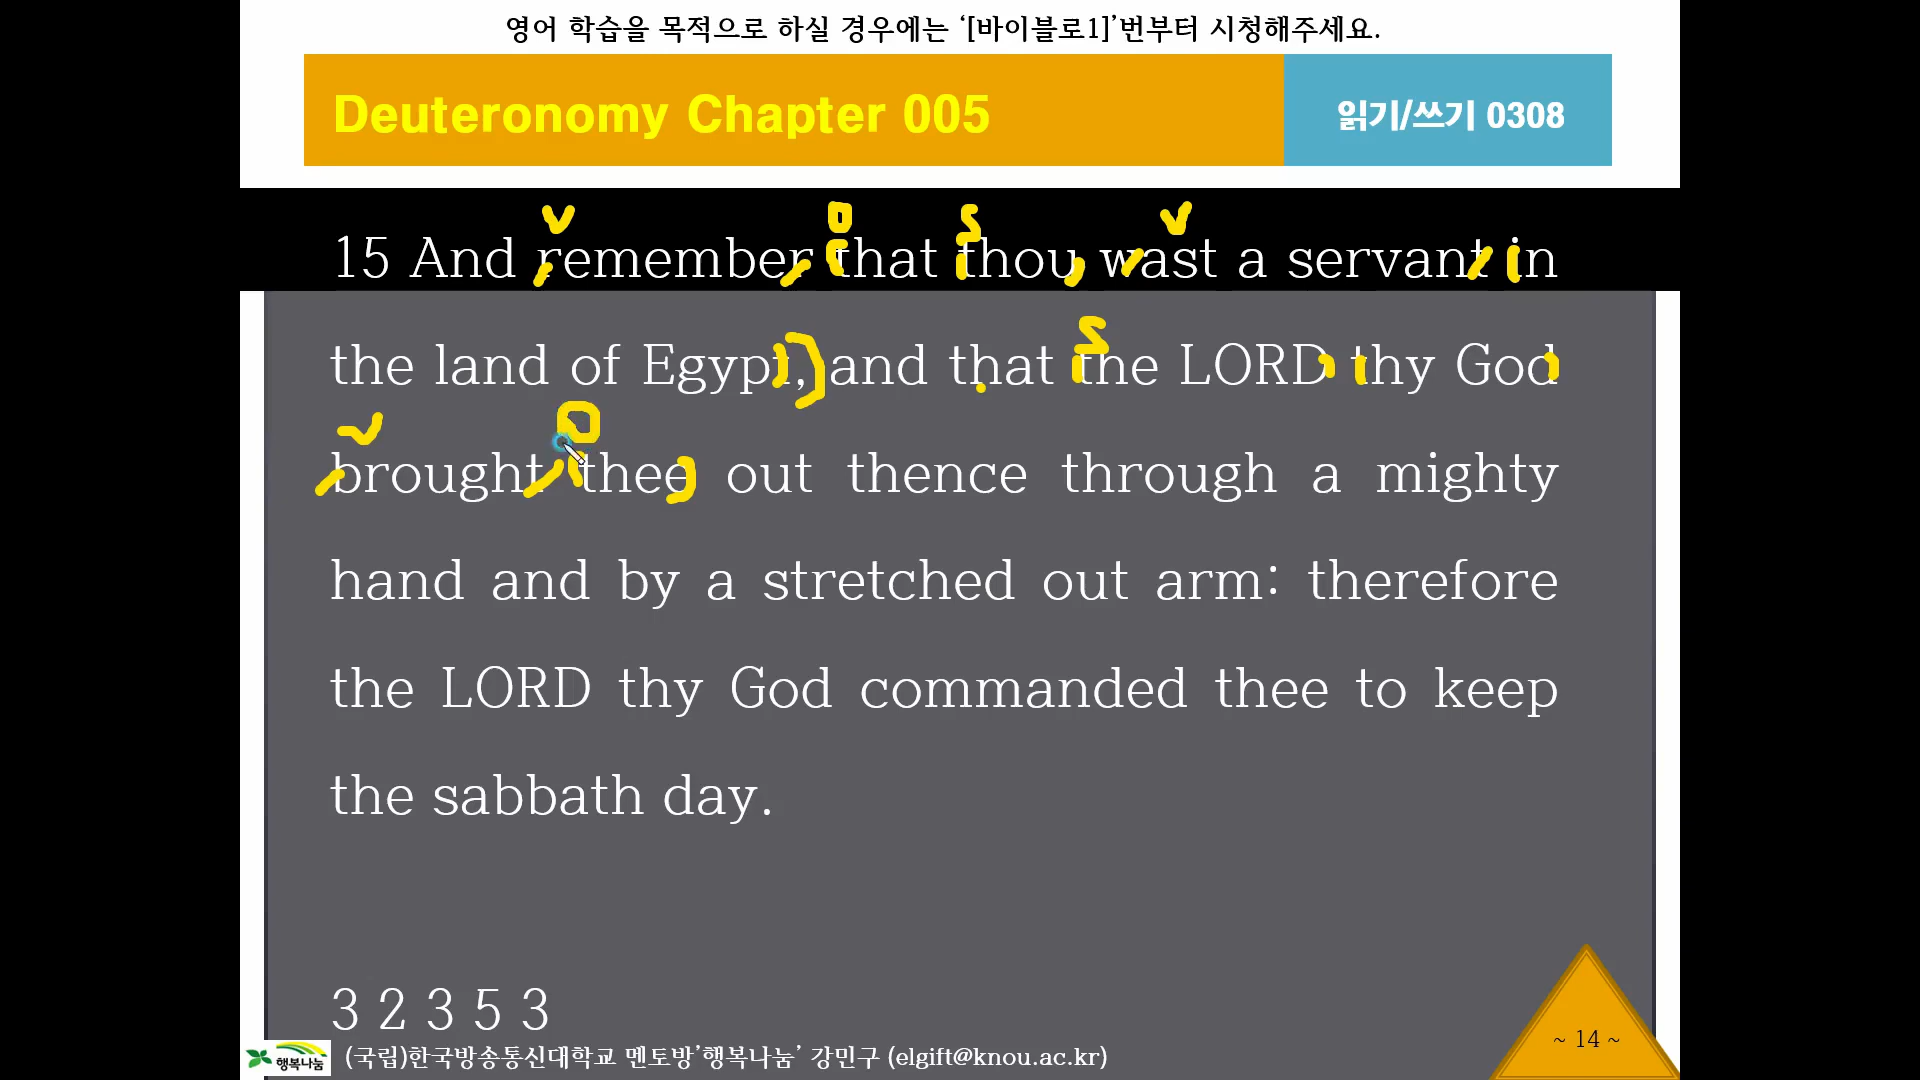 영어 학습을 목적으로 하실 경우에는 ‘[바이블로1]’번부터 시청해주세요.
Deuteronomy Chapter 005
읽기/쓰기 0308
v o s v
15 And remember that thou wast a servant in
s
the land of Egypt, and that the LORD thy God
v o
brought thee out thence through a mighty
hand and by a stretched out arm: therefore
the LORD thy God commanded thee to keep
the sabbath day.
3 2 3 5 3
행복나눔
(국립)한국방송통신대학교 멘토방’행복나눔’ 강민구 (elgift@knou.ac.kr)
~ 14 ~